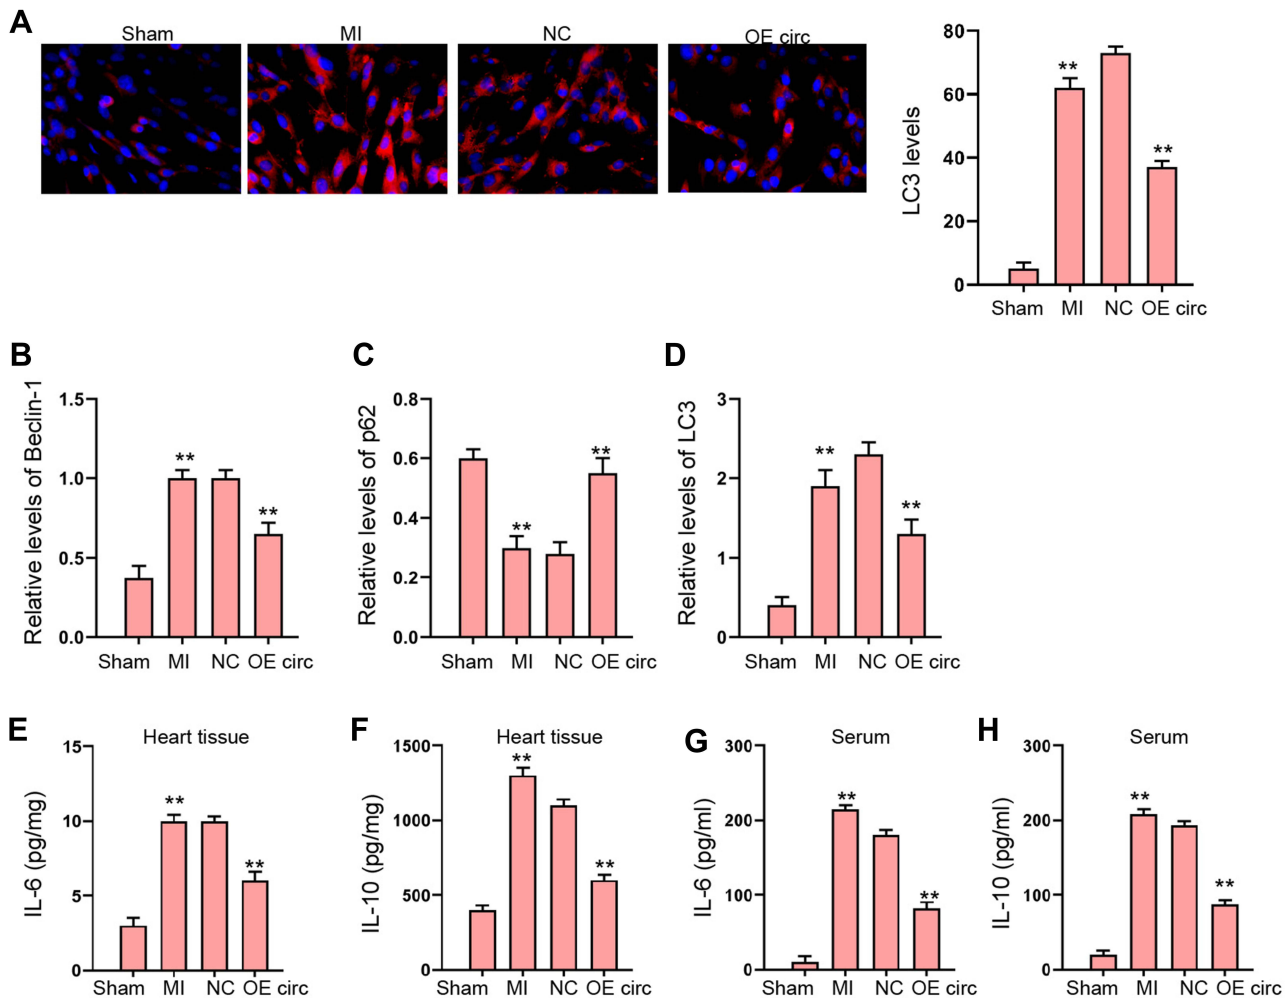 A
Sham MI NC OE circ
LC3 levels
80
60
40
20
0
** **
Sham MI NC OE circ
B
Relative levels of Beclin-1
1.5
1.0
0.5
0.0
** **
Sham MI NC OE circ
C
Relative levels of p62
0.8
0.6
0.4
0.2
0.0
** **
Sham MI NC OE circ
D
Relative levels of LC3
3
2
1
0
** **
Sham MI NC OE circ
E
Heart tissue
IL-6 (pg/mg)
15
10
5
0
** **
Sham MI NC OE circ
F
Heart tissue
IL-10 (pg/mg)
1500
1000
500
0
** **
Sham MI NC OE circ
G
Serum
IL-6 (pg/ml)
300
200
100
0
** **
Sham MI NC OE circ
H
Serum
IL-10 (pg/ml)
300
200
100
0
** **
Sham MI NC OE circ